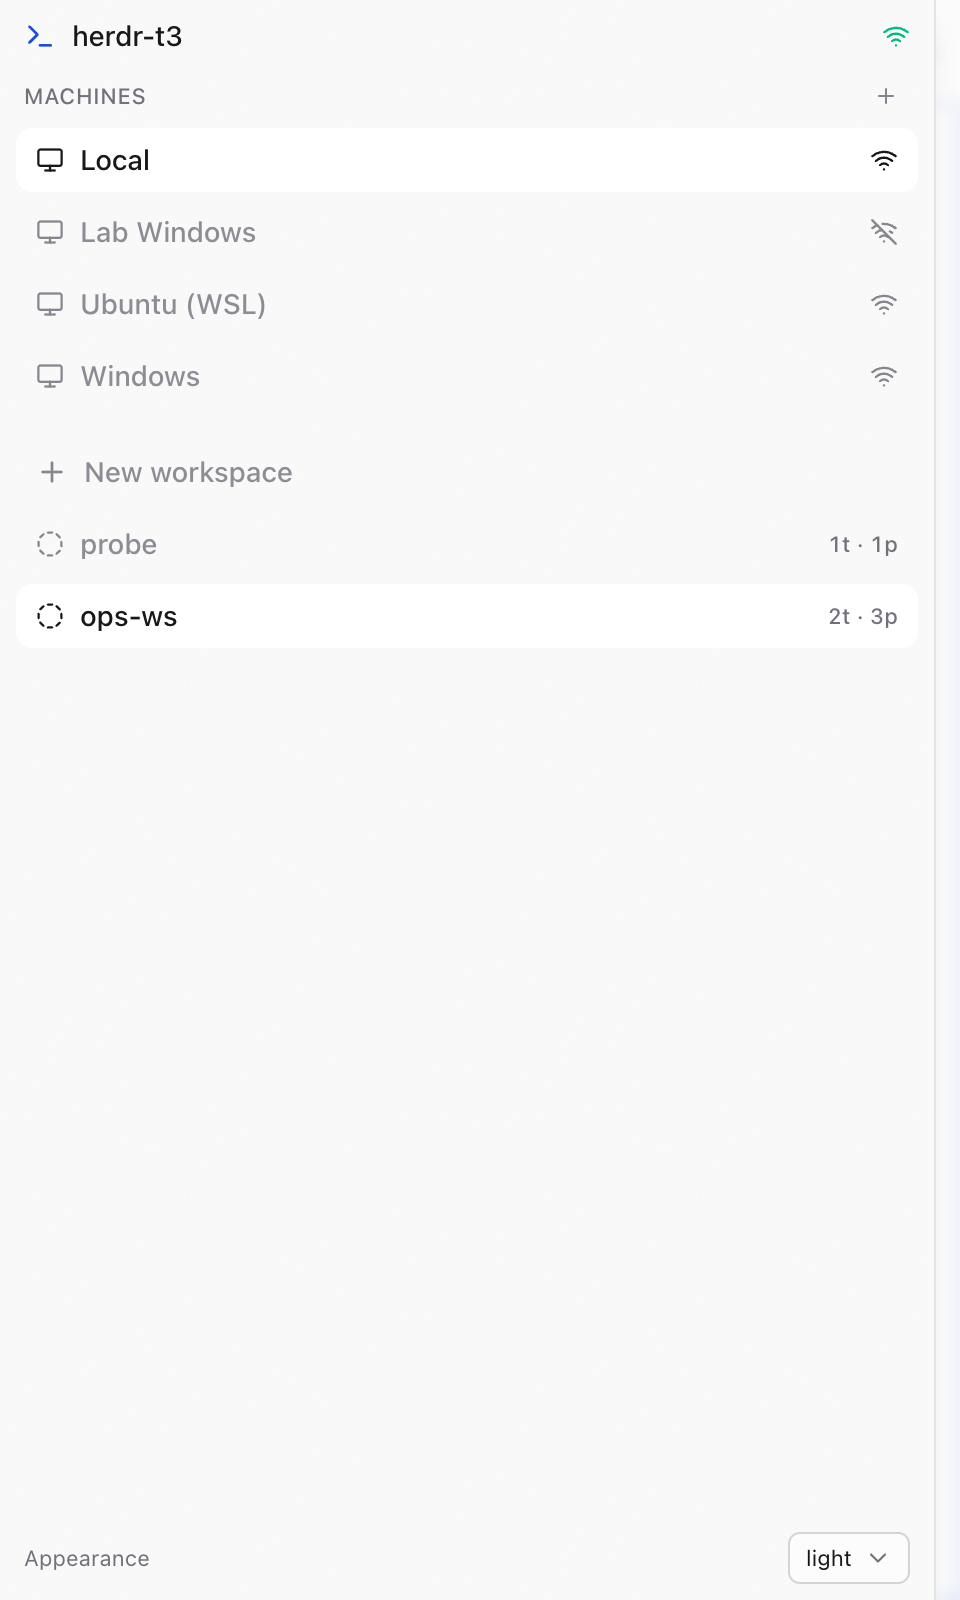 herdr-t3
MACHINES
Local
Lab Windows
Ubuntu (WSL)
Windows
New workspace
probe 1t · 1p
ops-ws 2t · 3p
Appearance light